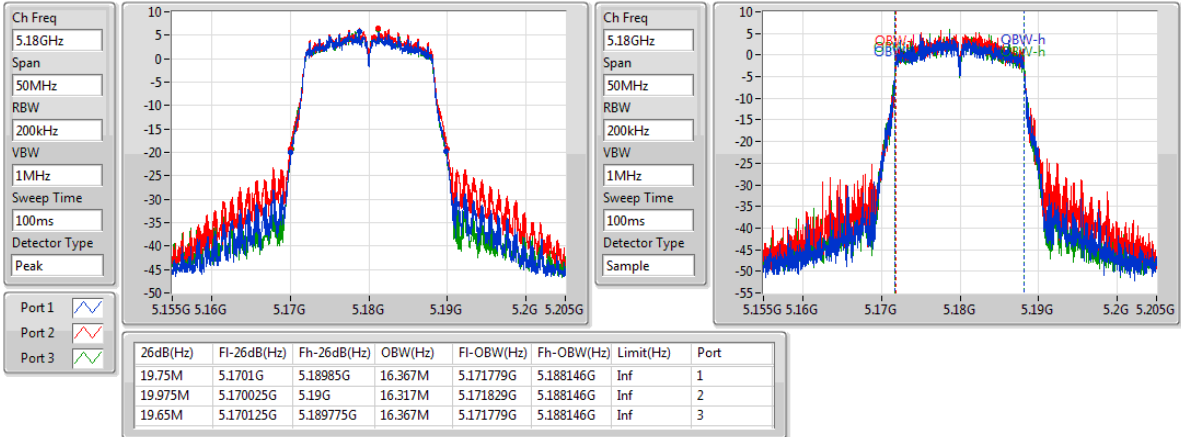 Ch Freq
5.18GHz
Span
50MHz
RBW
200kHz
VBW
1MHz
Sweep Time
100ms
Detector Type
Peak
Port 1
Port 2
Port 3
10
5
0
-5
-10
-15
-20
-25
-30
-35
-40
-45
-50
5.155G 5.16G 5.17G 5.18G 5.19G 5.2G 5.205G
Ch Freq
5.18GHz
Span
50MHz
RBW
200kHz
VBW
1MHz
Sweep Time
100ms
Detector Type
Sample
10
5
0
-5
-10
-15
-20
-25
-30
-35
-40
-45
-50
-55
OBW-h
5.155G 5.16G 5.17G 5.18G 5.19G 5.2G 5.205G
26dB(Hz) Fl-26dB(Hz) Fh-26dB(Hz) OBW(Hz) Fl-OBW(Hz) Fh-OBW(Hz) Limit(Hz) Port
19.75M 5.1701G 5.18985G 16.367M 5.171779G 5.188146G Inf 1
19.975M 5.170025G 5.19G 16.317M 5.171829G 5.188146G Inf 2
19.65M 5.170125G 5.189775G 16.367M 5.171779G 5.188146G Inf 3